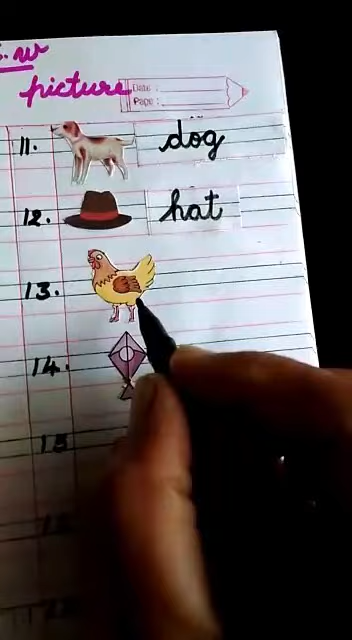 picture
Date :
Page :
11. dog
12. hat
13.
14.
15